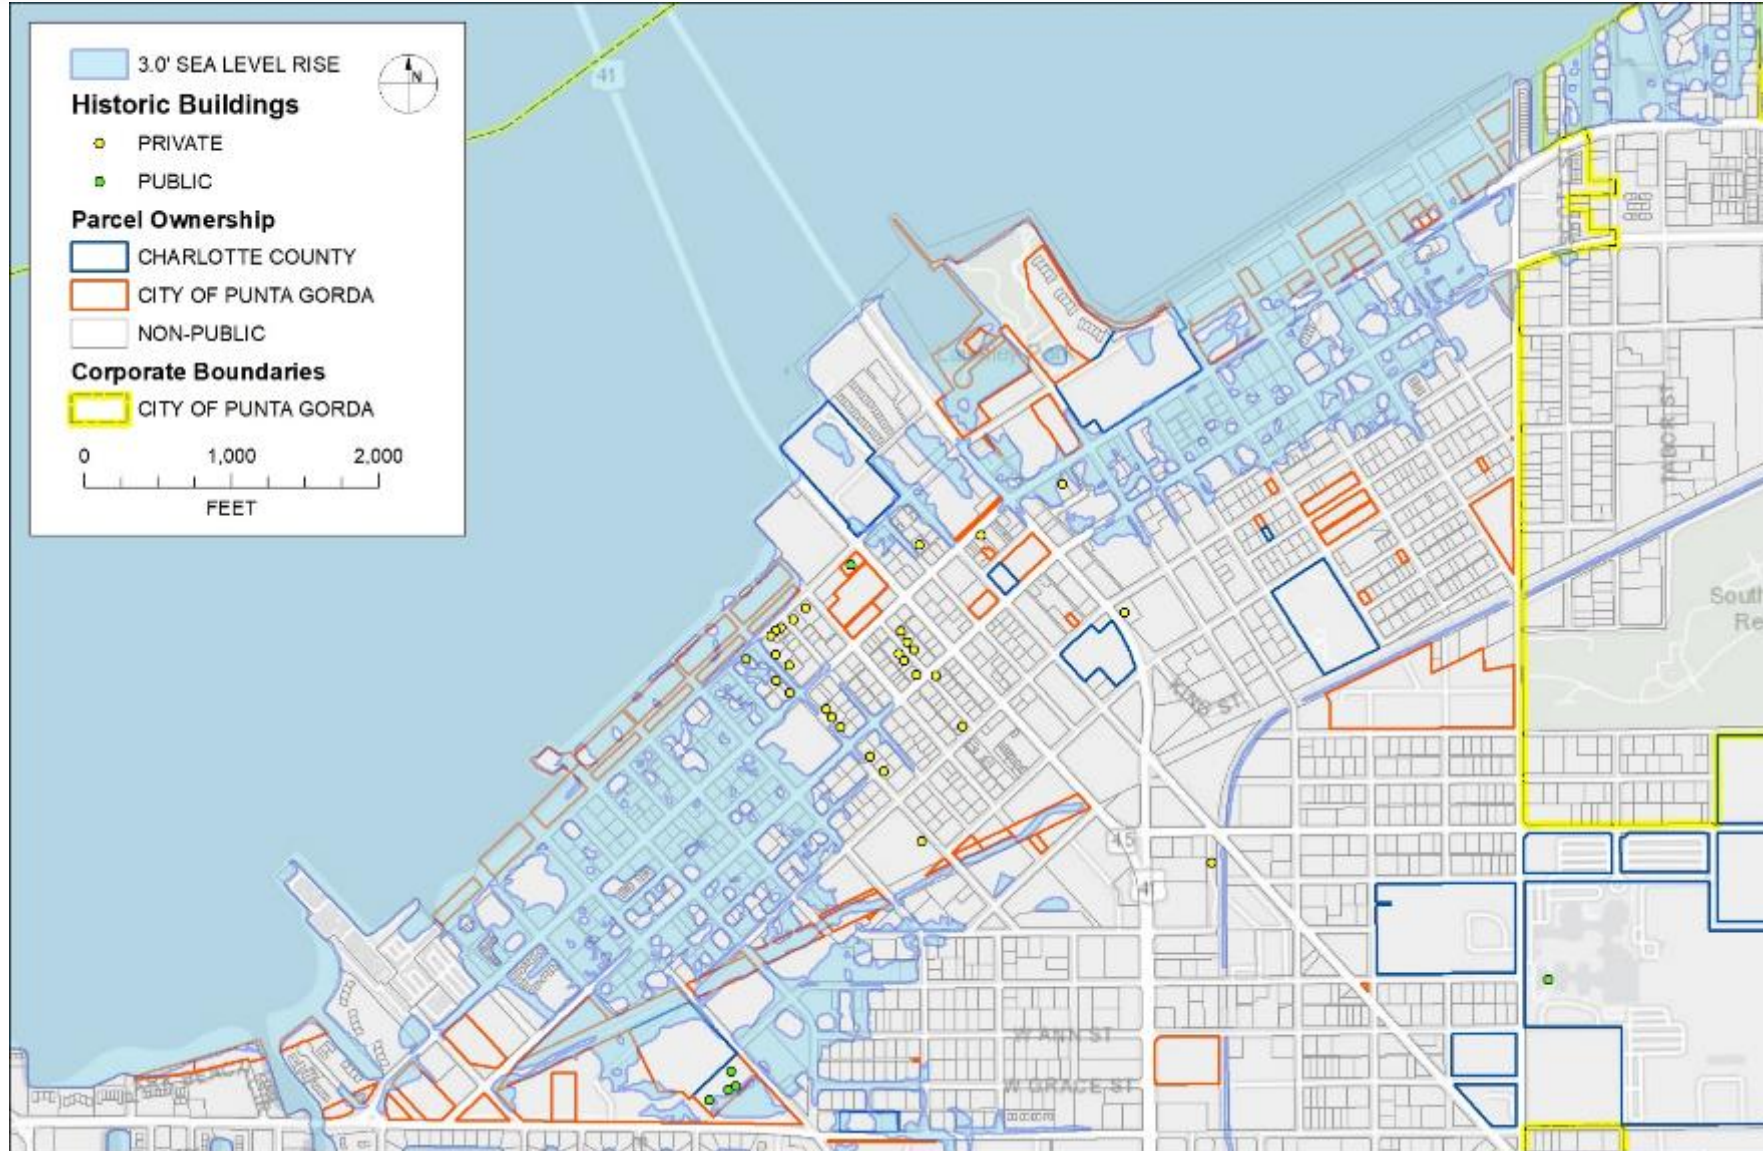 3.0' SEA LEVEL RISE
N
Historic Buildings
PRIVATE
PUBLIC
Parcel Ownership
CHARLOTTE COUNTY
CITY OF PUNTA GORDA
NON-PUBLIC
Corporate Boundaries
CITY OF PUNTA GORDA
0 1,000 2,000
FEET
41
TABOR ST
South
Re
KING ST
45
41
W ANN ST
W GRACE ST